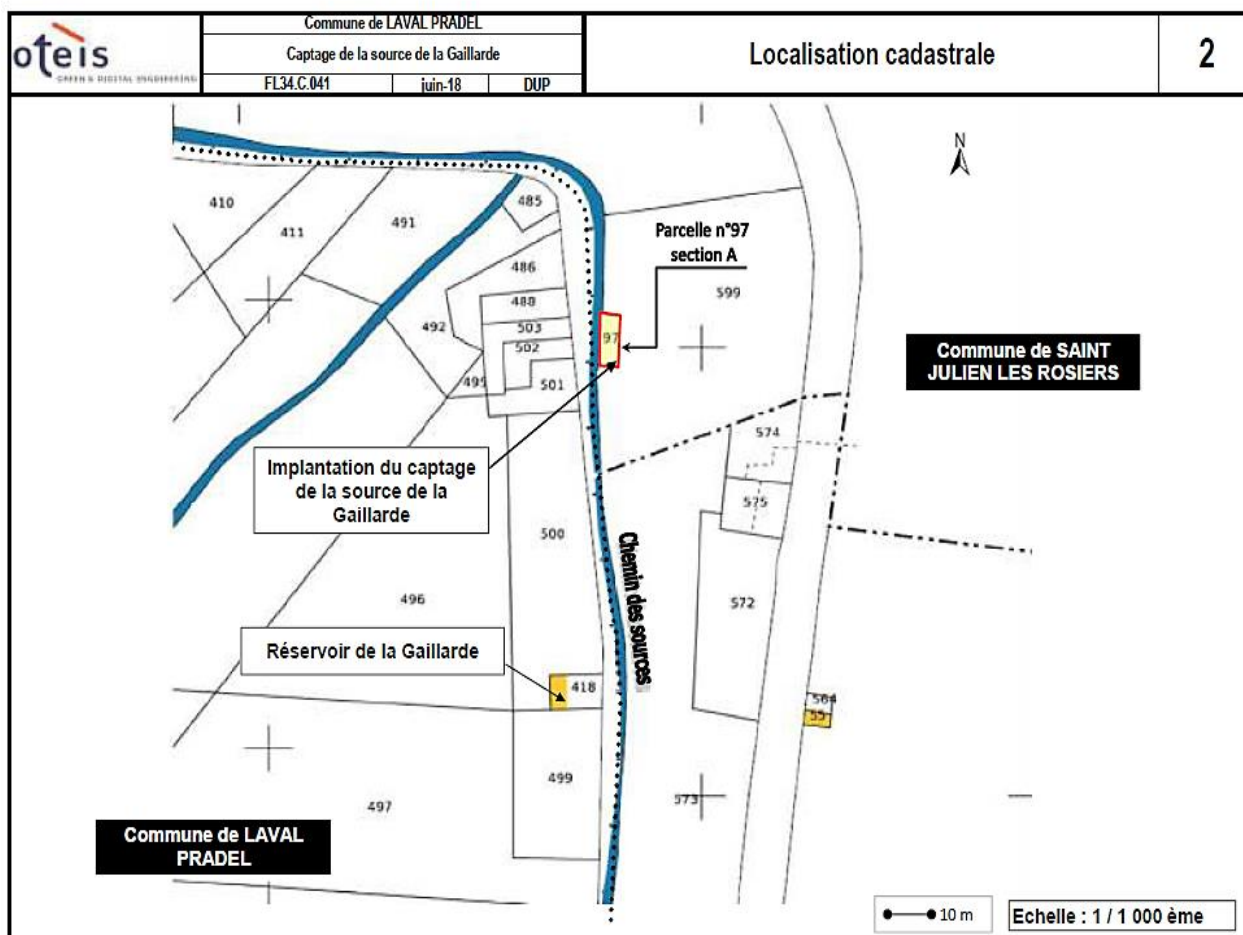 oteis
GREEN & DIGITAL ENGINEERING
Commune de LAVAL PRADEL
Captage de la source de la Gaillarde
FL34.C.041 juin-18 DUP
Localisation cadastrale
2
N
410
411
491
485
486
488
503
502
501
492
495
Parcelle n°97
section A
599
97
Commune de SAINT
JULIEN LES ROSIERS
574
575
Implantation du captage
de la source de la
Gaillarde
500
Chemin des sources
572
496
Réservoir de la Gaillarde
418
564
55
499
573
497
Commune de LAVAL
PRADEL
10 m
Echelle : 1 / 1 000 ème